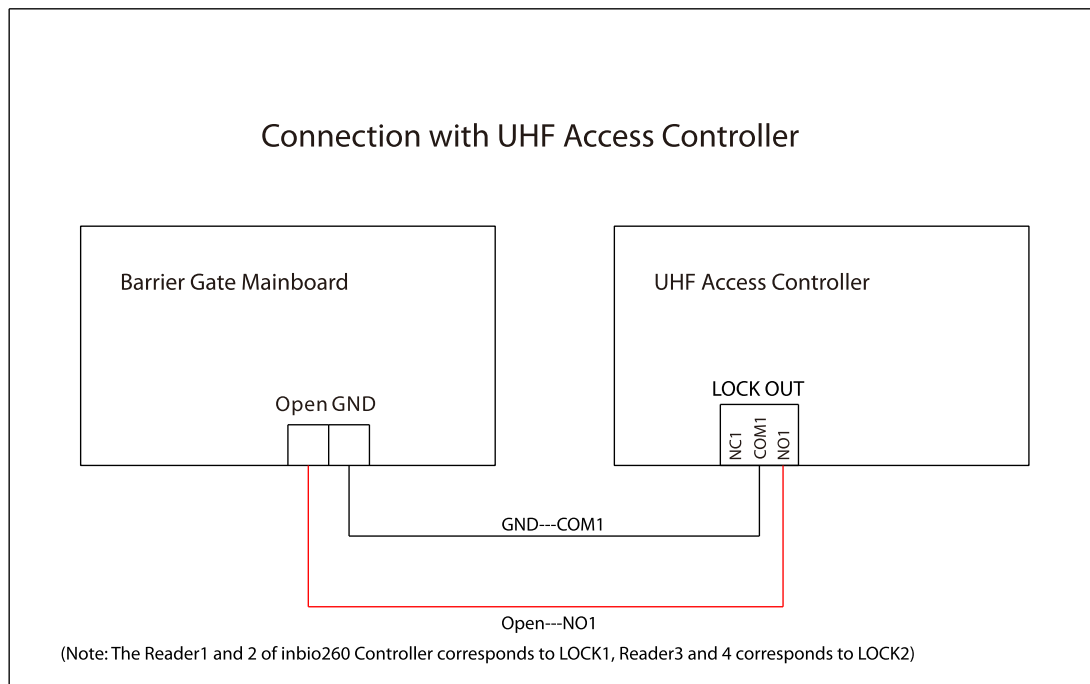 Connection with UHF Access Controller
Barrier Gate Mainboard
UHF Access Controller
Open GND
LOCK OUT
NC1
COM1
NO1
GND---COM1
Open---NO1
(Note: The Reader1 and 2 of inbio260 Controller corresponds to LOCK1, Reader3 and 4 corresponds to LOCK2)